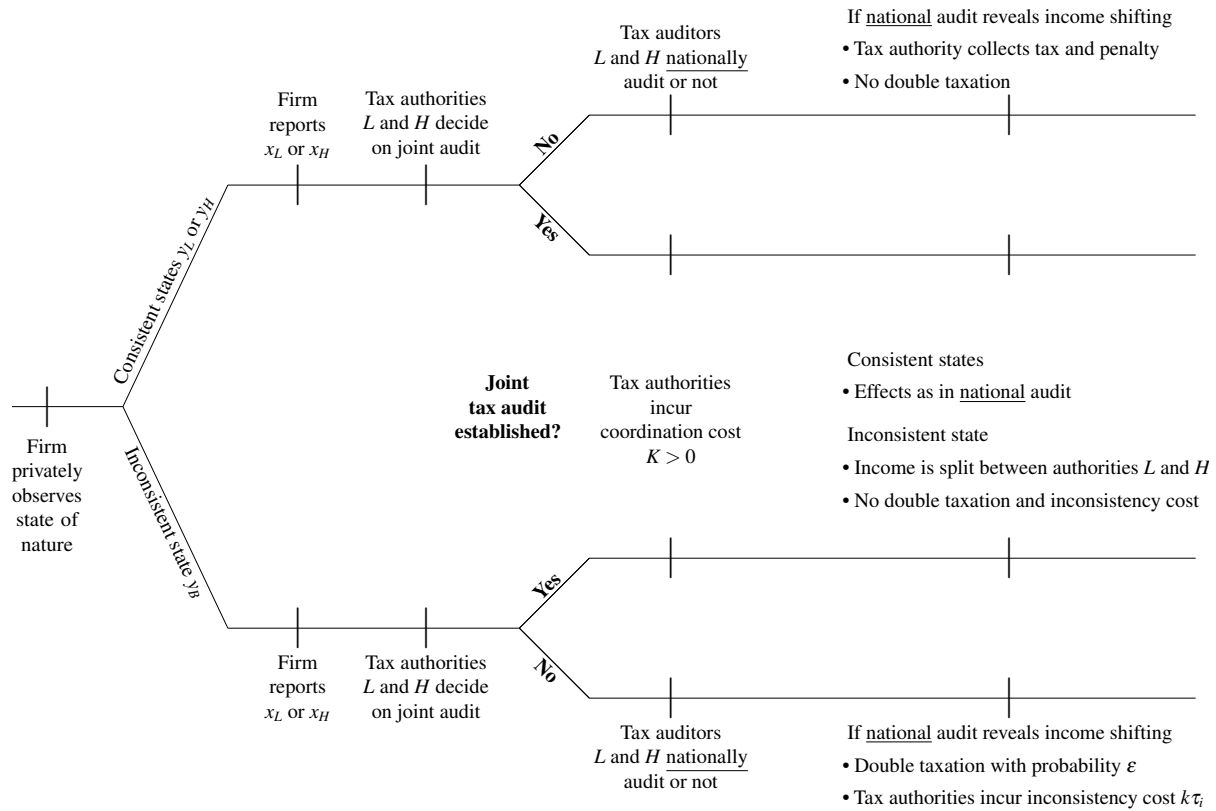 If national audit reveals income shifting
• Tax authority collects tax and penalty
• No double taxation
Tax auditors
L and H nationally
audit or not
Firm
reports
x_L or x_H
Tax authorities
L and H decide
on joint audit
No
Yes
Consistent states y_L or y_H
Firm
privately
observes
state of
nature
Joint
tax audit
established?
Tax authorities
incur
coordination cost
K > 0
Consistent states
• Effects as in national audit
Inconsistent state
• Income is split between authorities L and H
• No double taxation and inconsistency cost
Inconsistent state y_B
Yes
No
Firm
reports
x_L or x_H
Tax authorities
L and H decide
on joint audit
Tax auditors
L and H nationally
audit or not
If national audit reveals income shifting
• Double taxation with probability ε
• Tax authorities incur inconsistency cost kτ_i